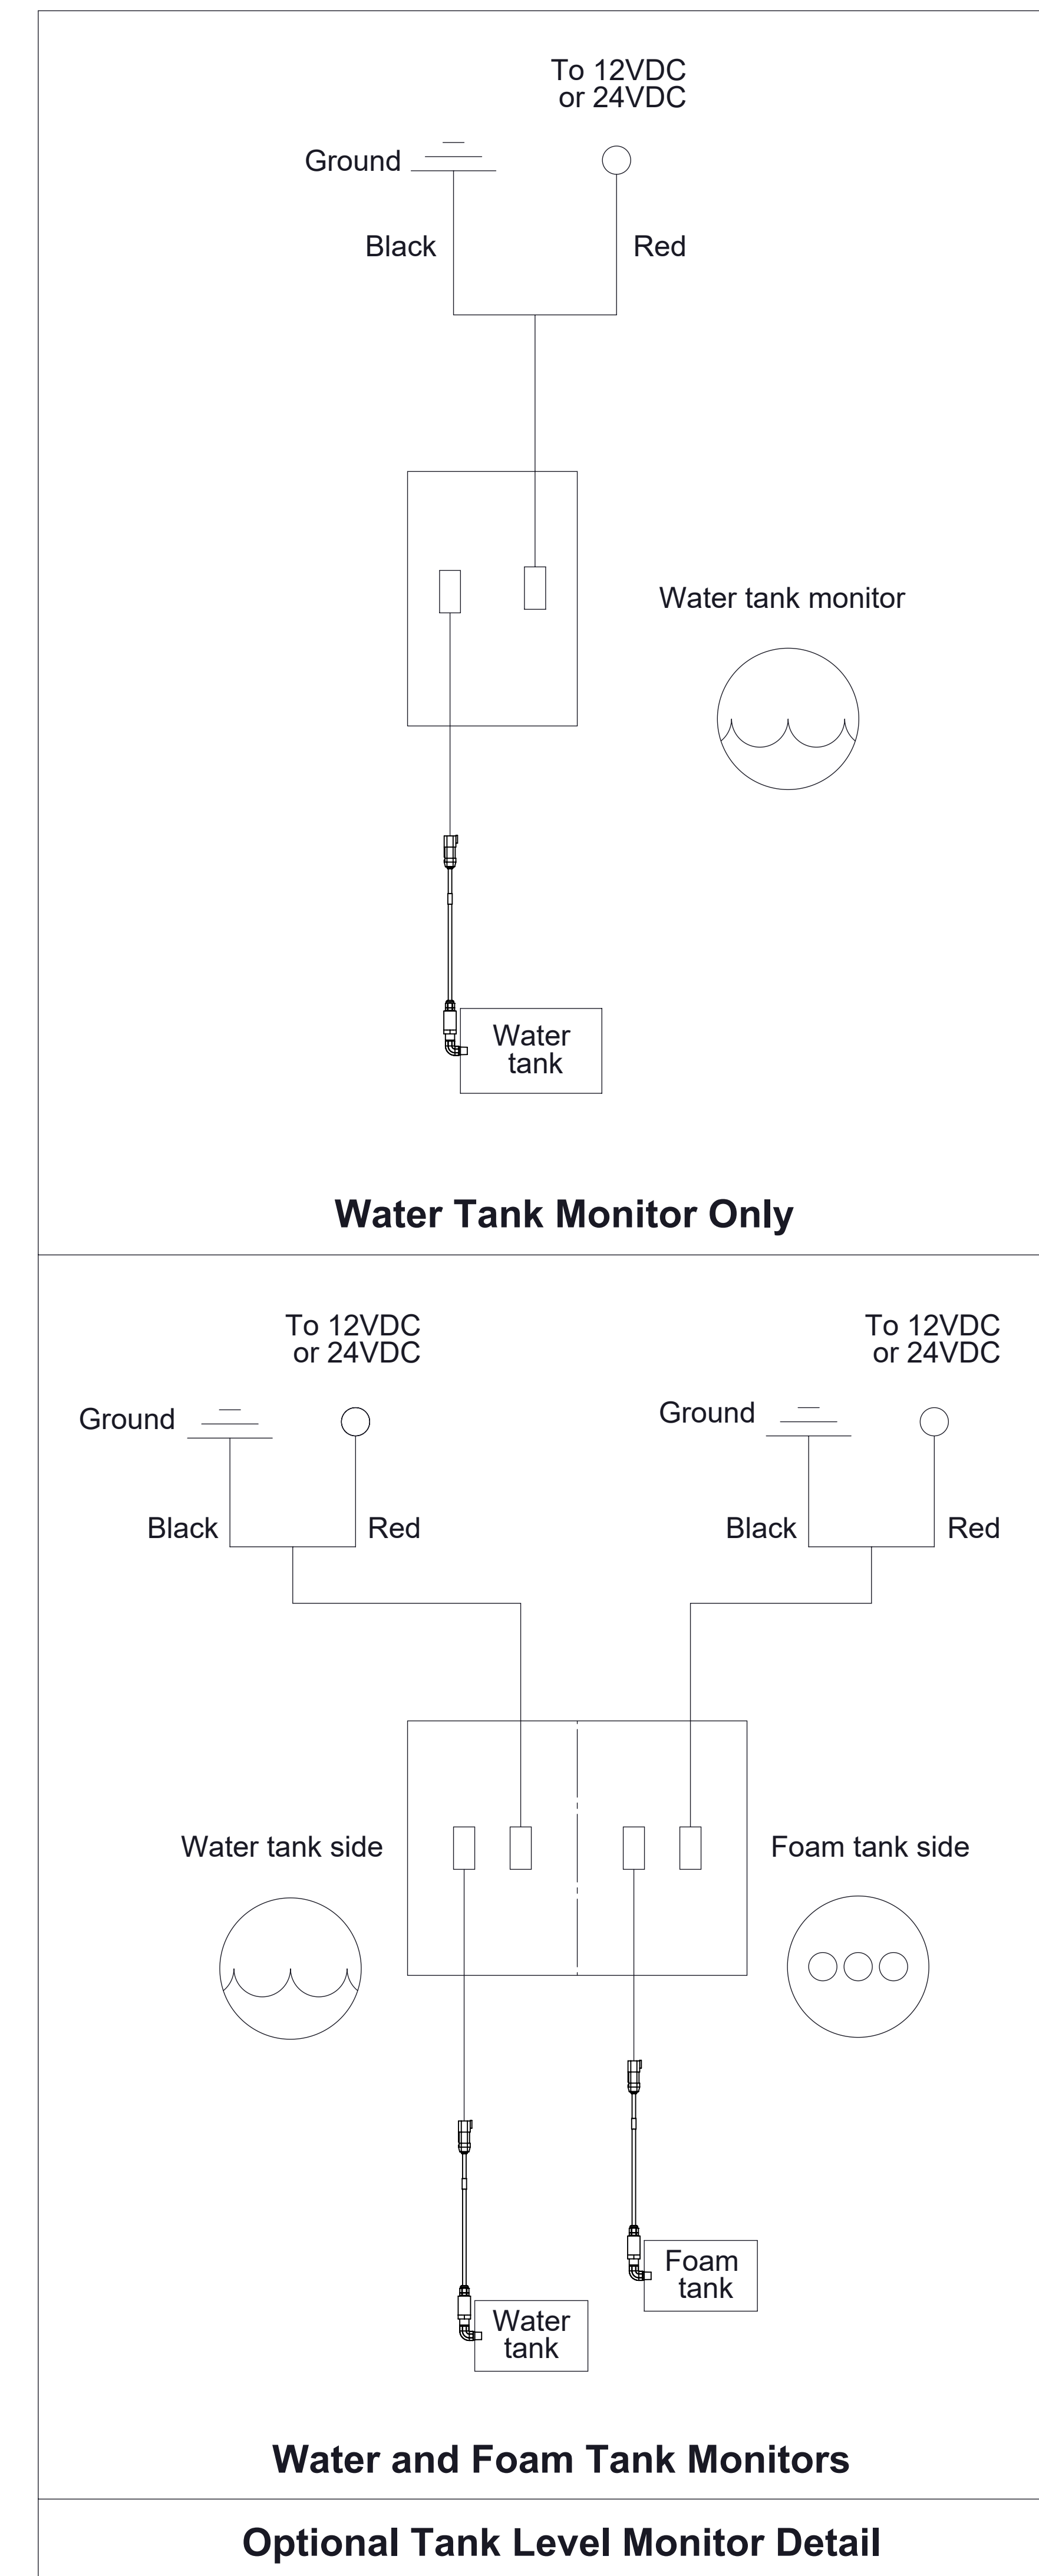 To 12VDC
or 24VDC
Ground
Black
Red
Water tank monitor
Water
tank
Water Tank Monitor Only
To 12VDC
or 24VDC
To 12VDC
or 24VDC
Ground
Ground
Black
Red
Black
Red
Water tank side
Foam tank side
Foam
tank
Water
tank
Water and Foam Tank Monitors
Optional Tank Level Monitor Detail